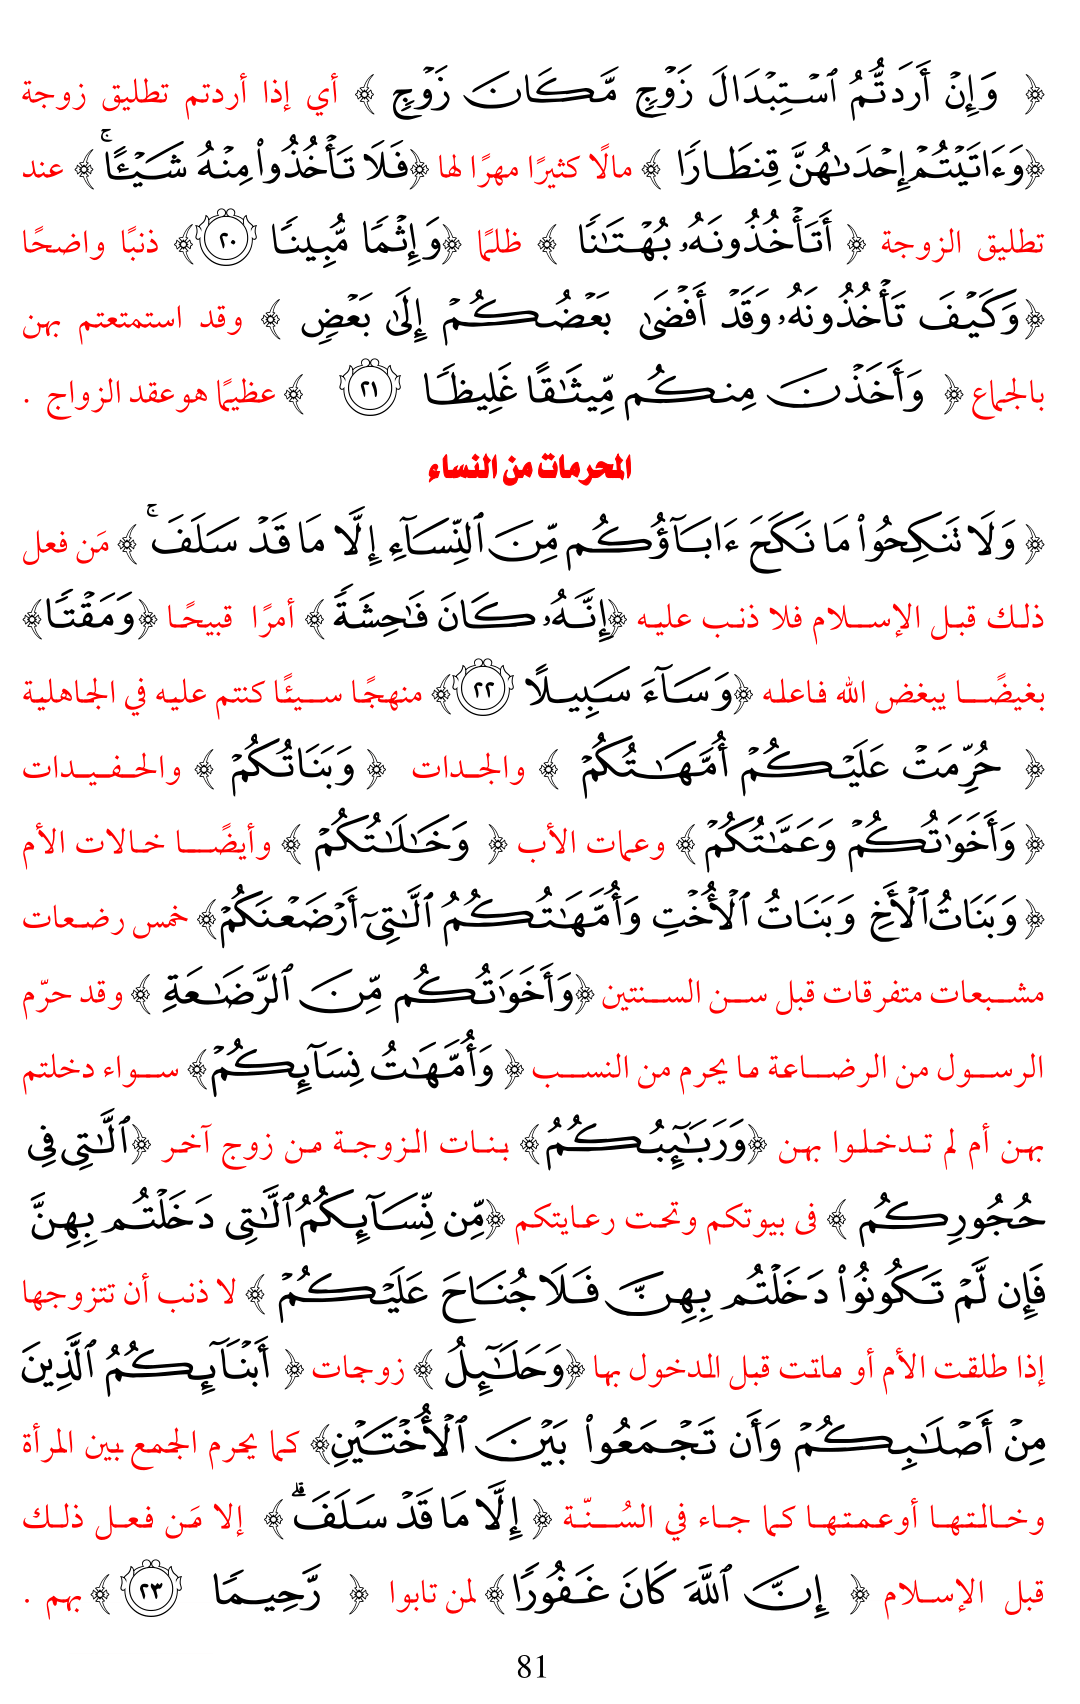 ﴿ وَإِنْ أَرَدتُّمُ ٱسْتِبْدَالَ زَوْجٍ مَّكَانَ زَوْجٍ ﴾ أي إذا أردتم تطليق زوجة
﴿وَءَاتَيْتُمْ إِحْدَىٰهُنَّ قِنطَارًا ﴾ مالًا كثيرًا مهرًا لها ﴿فَلَا تَأْخُذُوا۟ مِنْهُ شَيْـًٔا ۚ ﴾ عند
تطليق الزوجة ﴿ أَتَأْخُذُونَهُۥ بُهْتَٰنًا ﴾ ظلمًا ﴿وَإِثْمًا مُّبِينًا ٢٠﴾ ذنبًا واضحًا
﴿وَكَيْفَ تَأْخُذُونَهُۥ وَقَدْ أَفْضَىٰ بَعْضُكُمْ إِلَىٰ بَعْضٍ ﴾ وقد استمتعتم بهن
بالجماع ﴿ وَأَخَذْنَ مِنكُم مِّيثَٰقًا غَلِيظًا ٢١ ﴾ عظيمًا هو عقد الزواج .
المحرمات من النساء
﴿ وَلَا تَنكِحُوا۟ مَا نَكَحَ ءَابَآؤُكُم مِّنَ ٱلنِّسَآءِ إِلَّا مَا قَدْ سَلَفَ ۚ ﴾ مَن فعل
ذلك قبل الإسلام فلا ذنب عليه ﴿إِنَّهُۥ كَانَ فَٰحِشَةً ﴾ أمرًا قبيحًا ﴿وَمَقْتًا﴾
بغيضًا يبغض الله فاعله ﴿وَسَآءَ سَبِيلًا ٢٢﴾ منهجًا سيئًا كنتم عليه في الجاهلية
﴿ حُرِّمَتْ عَلَيْكُمْ أُمَّهَٰتُكُمْ ﴾ والجدات ﴿ وَبَنَاتُكُمْ ﴾ والحفيدات
﴿ وَأَخَوَٰتُكُمْ وَعَمَّٰتُكُمْ ﴾ وعمات الأب ﴿ وَخَٰلَٰتُكُمْ ﴾ وأيضًا خالات الأم
﴿ وَبَنَاتُ ٱلْأَخِ وَبَنَاتُ ٱلْأُخْتِ وَأُمَّهَٰتُكُمُ ٱلَّٰتِىٓ أَرْضَعْنَكُمْ﴾ خمس رضعات
مشبعات متفرقات قبل سن السنتين ﴿وَأَخَوَٰتُكُم مِّنَ ٱلرَّضَٰعَةِ ﴾ وقد حرّم
الرسول من الرضاعة ما يحرم من النسب ﴿ وَأُمَّهَٰتُ نِسَآئِكُمْ﴾ سواء دخلتم
بهن أم لم تدخلوا بهن ﴿وَرَبَٰٓئِبُكُمُ ﴾ بنات الزوجة من زوج آخر ﴿ٱلَّٰتِى فِى
حُجُورِكُم ﴾ فى بيوتكم وتحت رعايتكم ﴿مِّن نِّسَآئِكُمُ ٱلَّٰتِى دَخَلْتُم بِهِنَّ
فَإِن لَّمْ تَكُونُوا۟ دَخَلْتُم بِهِنَّ فَلَا جُنَاحَ عَلَيْكُمْ ﴾ لا ذنب أن تتزوجها
إذا طلقت الأم أو ماتت قبل المدخول بها ﴿وَحَلَٰٓئِلُ ﴾ زوجات ﴿ أَبْنَآئِكُمُ ٱلَّذِينَ
مِنْ أَصْلَٰبِكُمْ وَأَن تَجْمَعُوا۟ بَيْنَ ٱلْأُخْتَيْنِ﴾ كما يحرم الجمع بين المرأة
وخالتها أوعمتها كما جاء في السُنّة ﴿ إِلَّا مَا قَدْ سَلَفَ ۗ ﴾ إلا مَن فعل ذلك
قبل الإسلام ﴿ إِنَّ ٱللَّهَ كَانَ غَفُورًا ﴾ لمن تابوا ﴿ رَّحِيمًا ٢٣ ﴾ بهم .
81